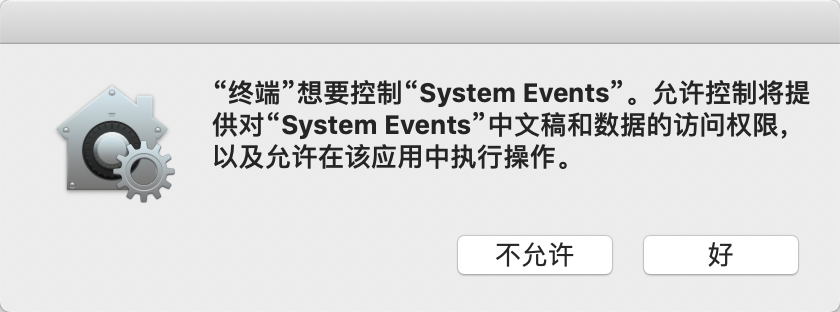 “终端”想要控制“System Events”。允许控制将提
供对“System Events”中文稿和数据的访问权限，
以及允许在该应用中执行操作。
不允许
好